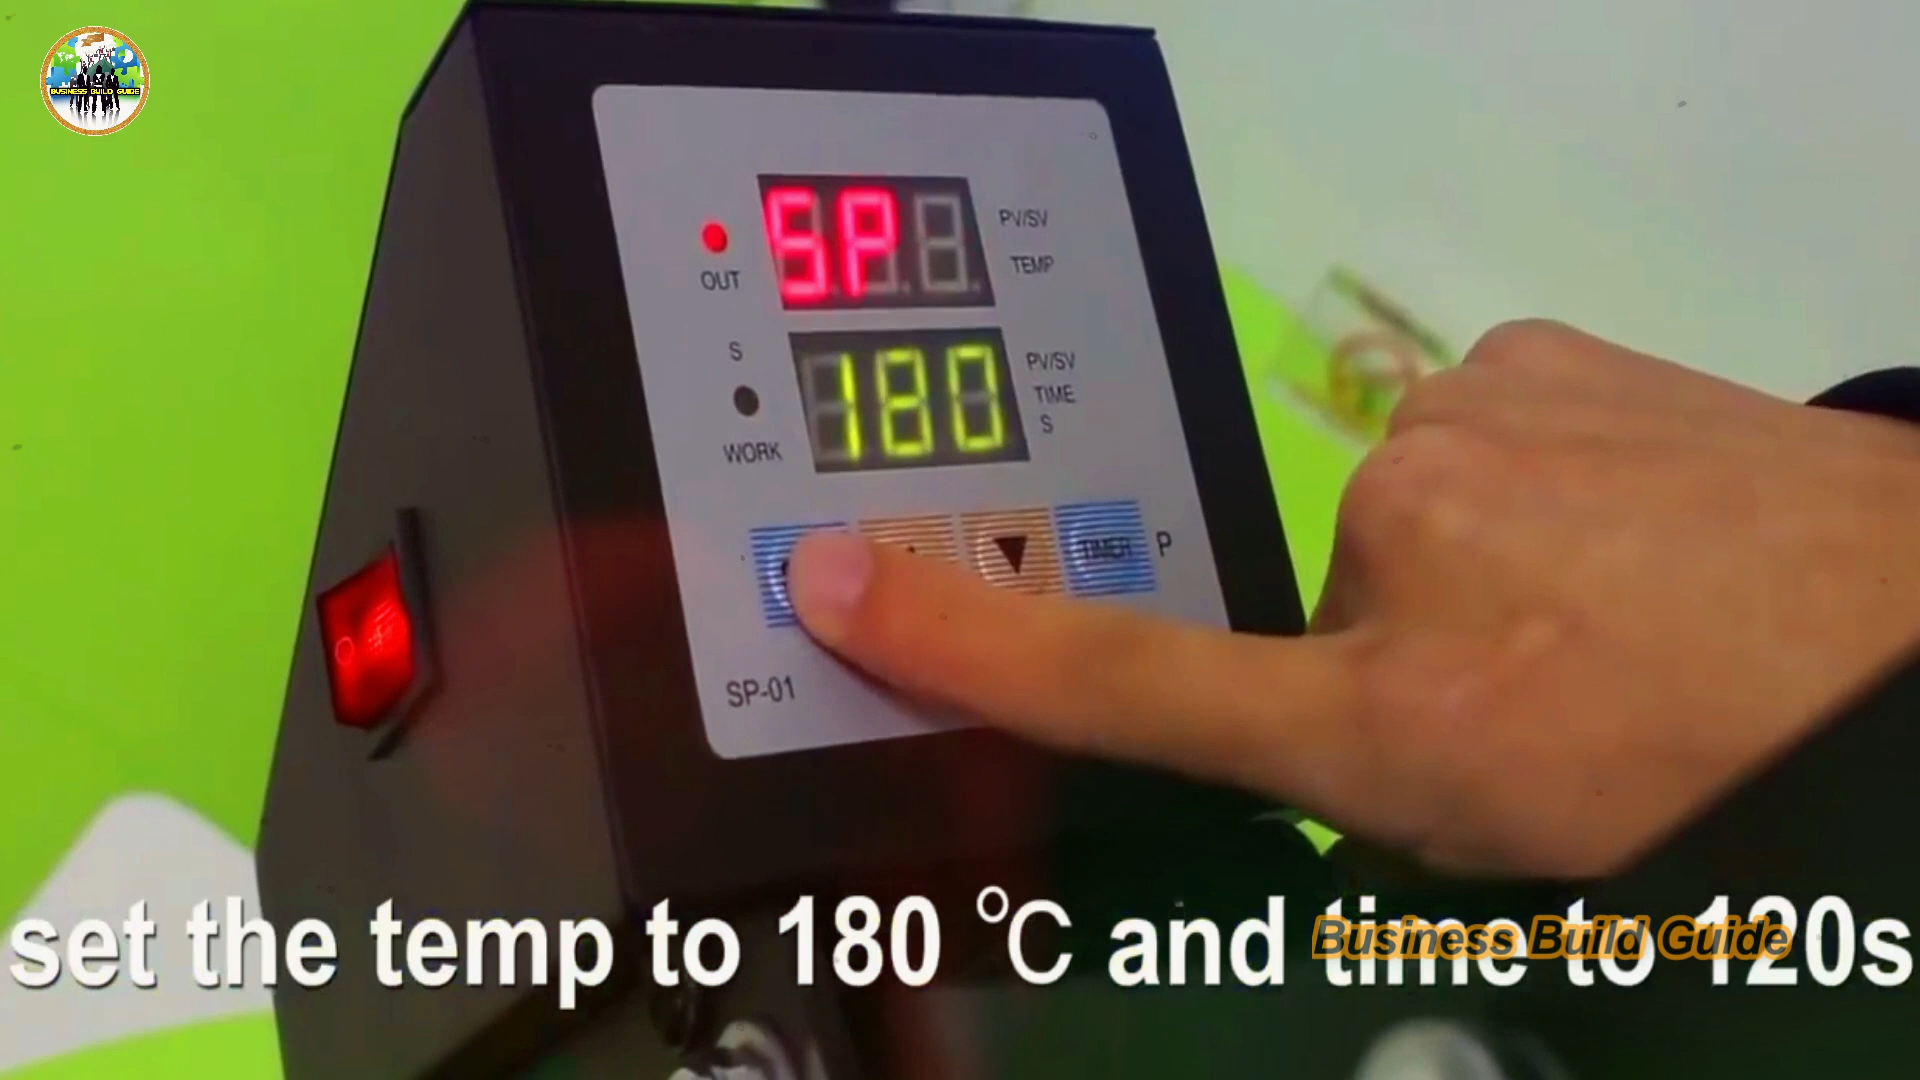 BUSINESS BUILD GUIDE
SP
PV/SV
OUT
TEMP
S
180
PV/SV
TIME
S
WORK
TIMER
P
SP-01
set the temp to 180 ℃ and time to 120s
Business Build Guide